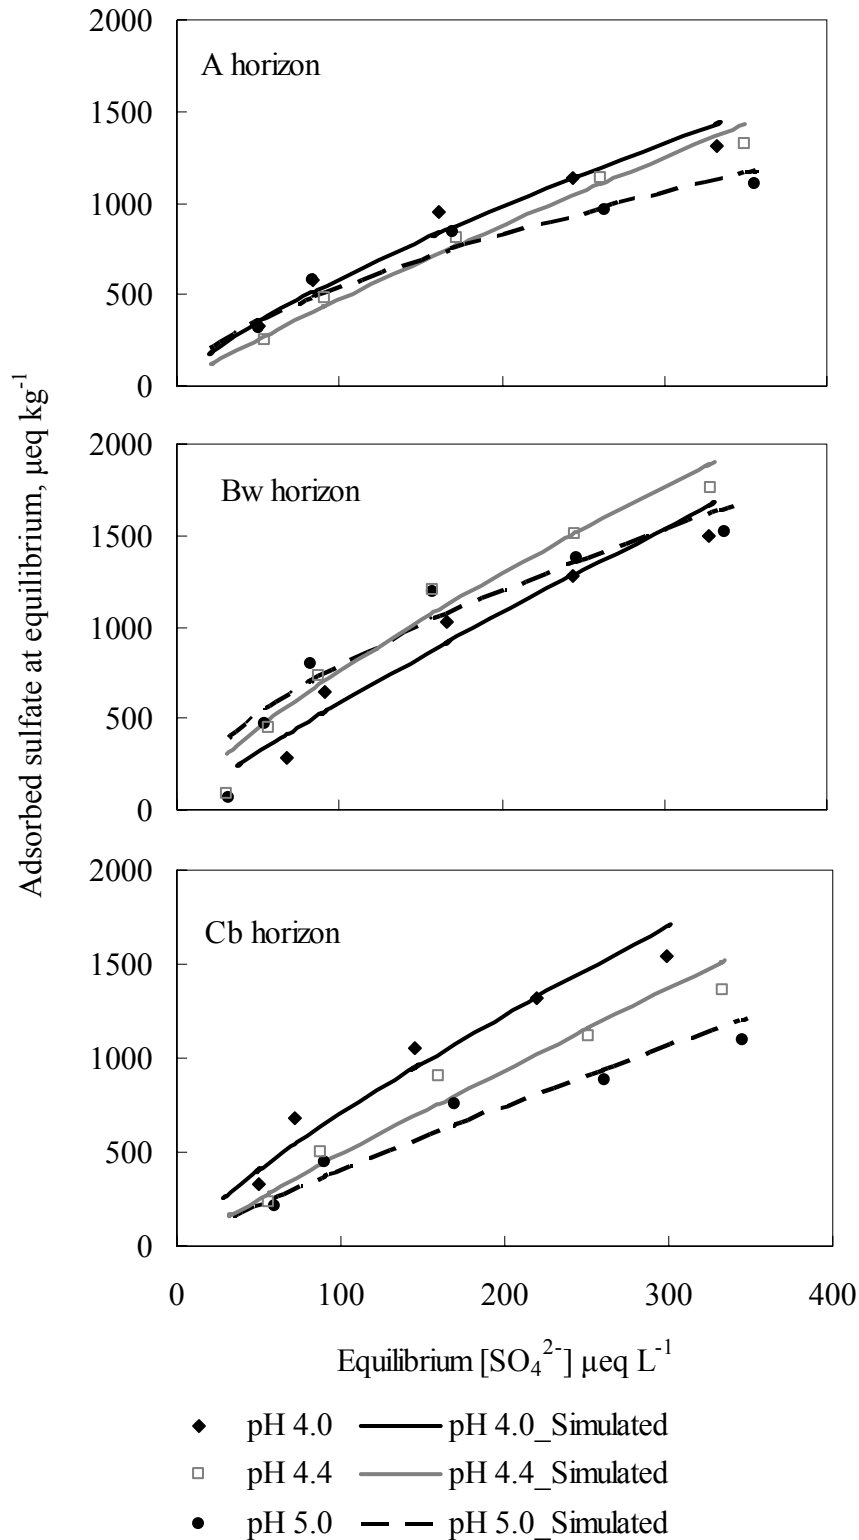 2000
A horizon
1500
1000
500
0
2000
Bw horizon
1500
1000
500
0
2000
Cb horizon
1500
1000
500
0
0 100 200 300 400
Adsorbed sulfate at equilibrium, µeq kg⁻¹
Equilibrium [SO₄²⁻] µeq L⁻¹
pH 4.0 pH 4.0_Simulated
pH 4.4 pH 4.4_Simulated
pH 5.0 pH 5.0_Simulated